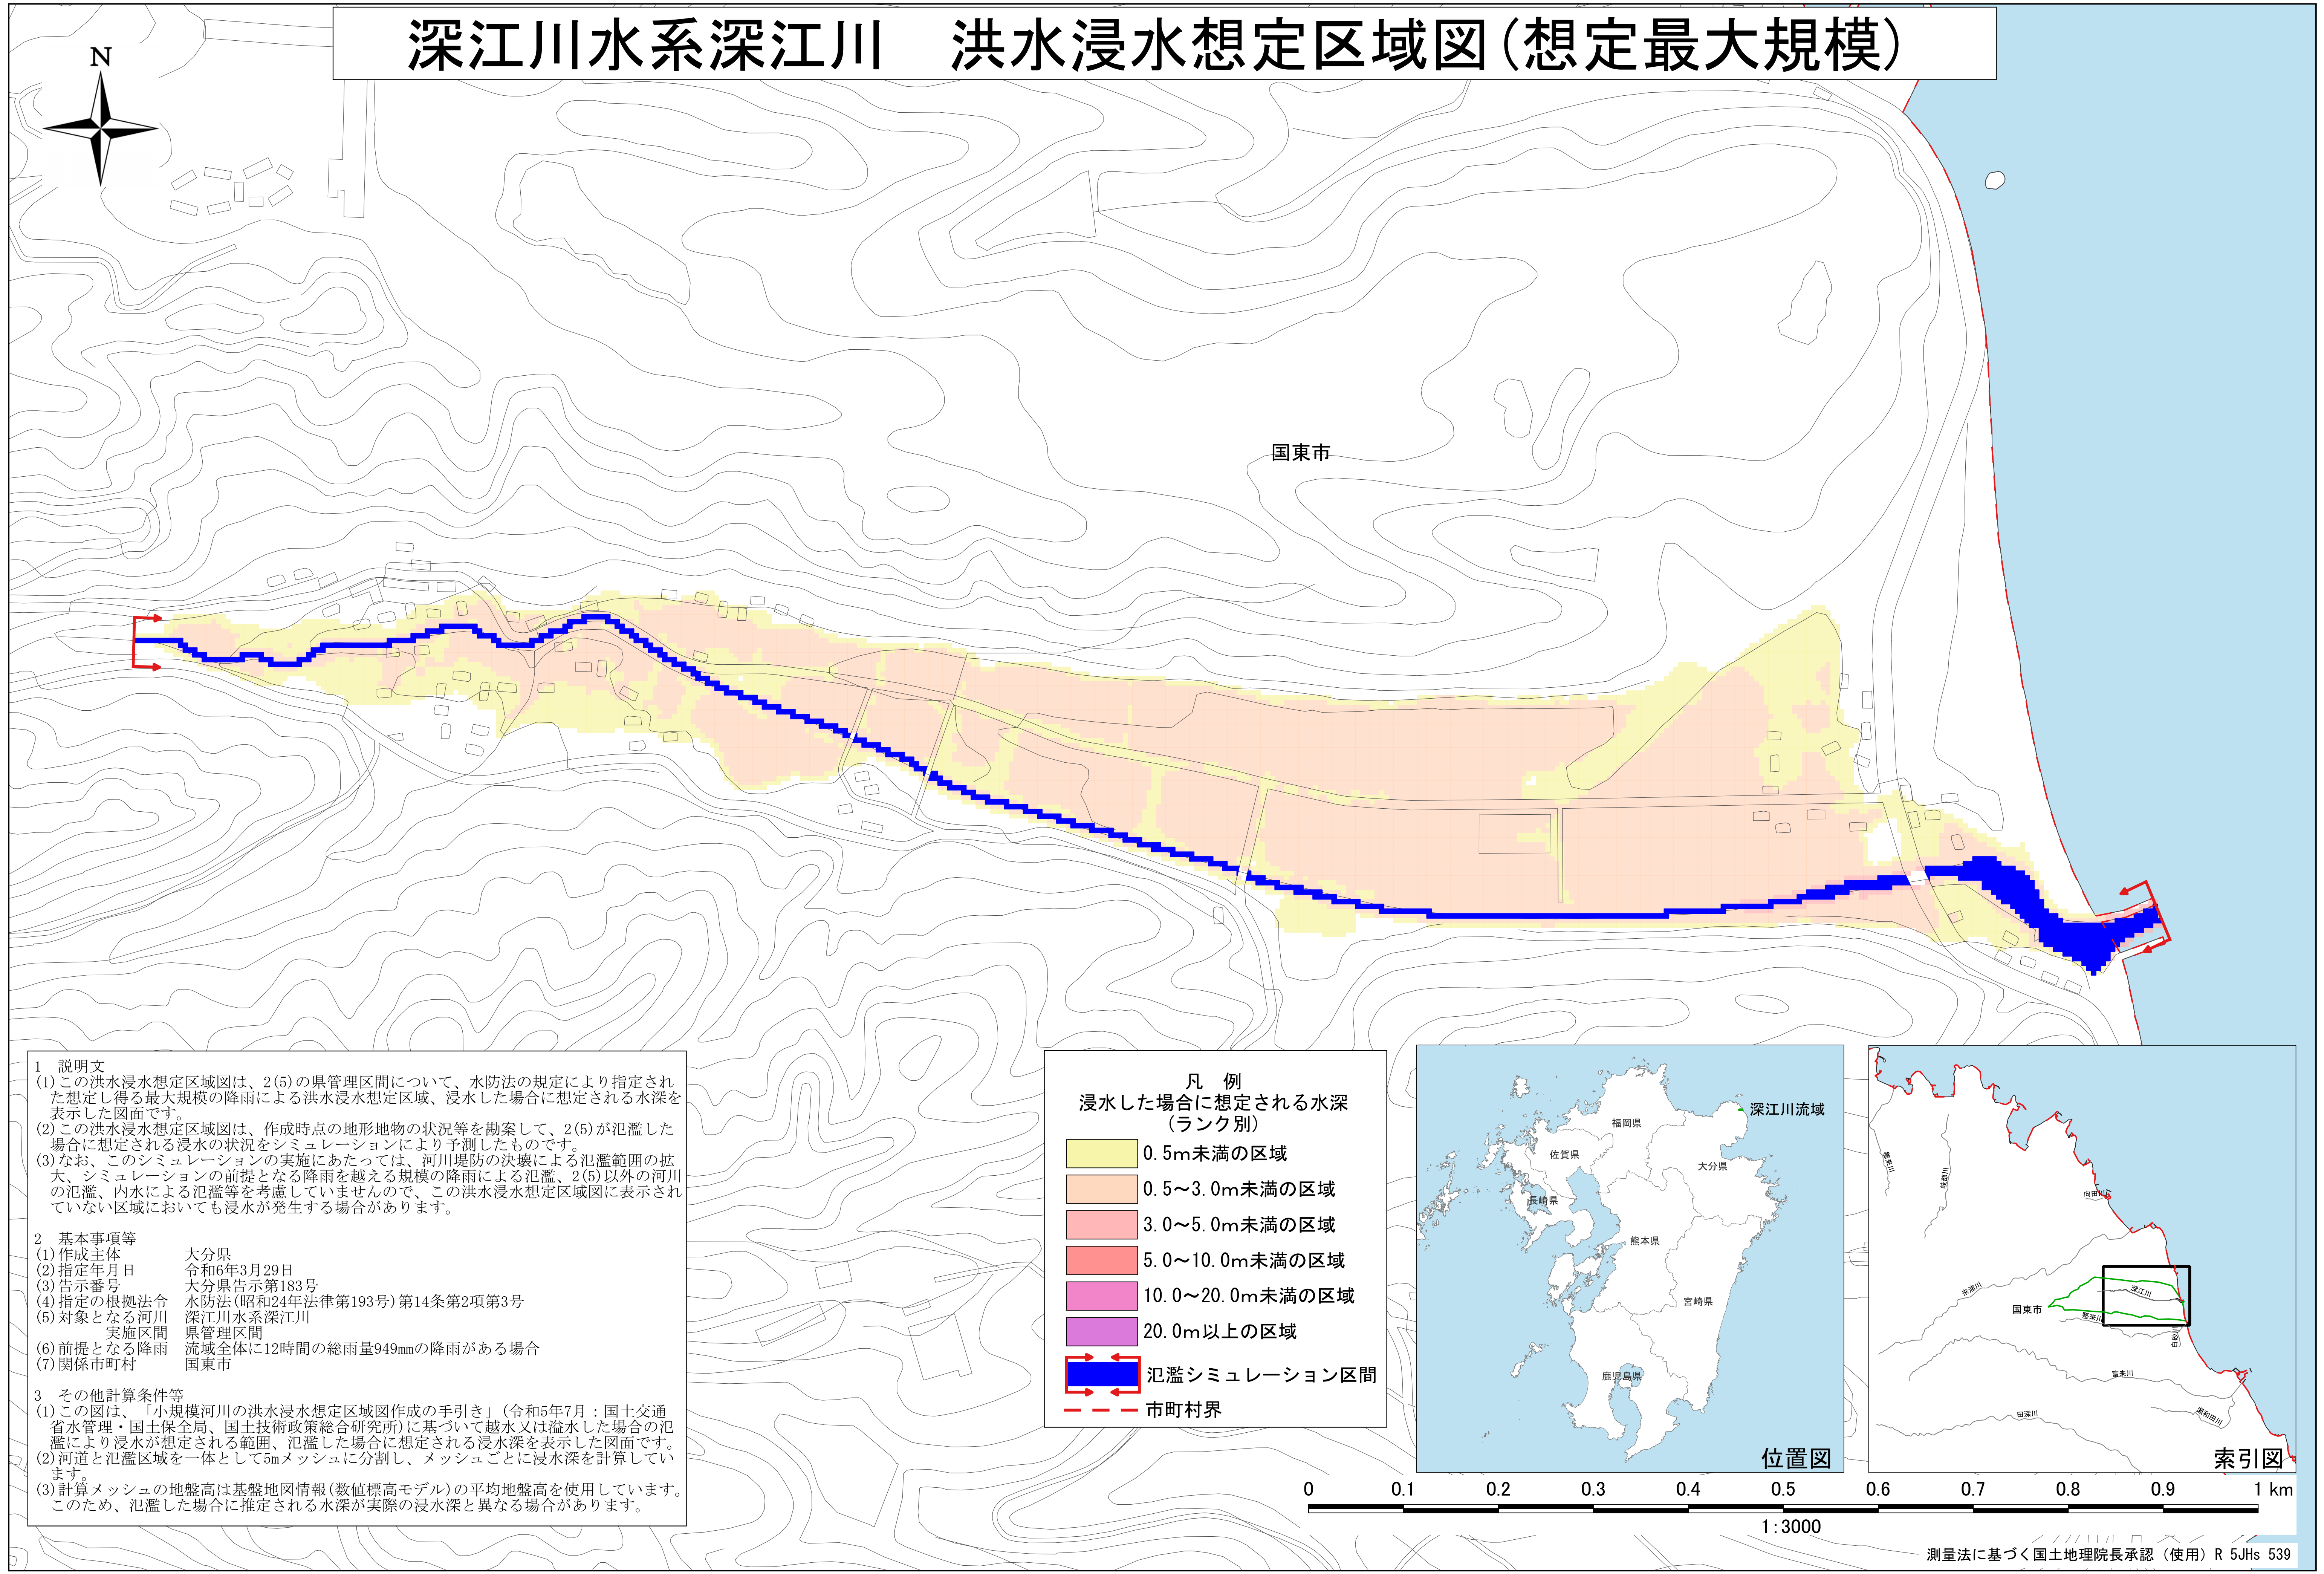 深江川水系深江川　洪水浸水想定区域図(想定最大規模)
N
国東市
1　説明文
(1)この洪水浸水想定区域図は、2(5)の県管理区間について、水防法の規定により指定され
た想定し得る最大規模の降雨による洪水浸水想定区域、浸水した場合に想定される水深を
表示した図面です。
(2)この洪水浸水想定区域図は、作成時点の地形地物の状況等を勘案して、2(5)が氾濫した
場合に想定される浸水の状況をシミュレーションにより予測したものです。
(3)なお、このシミュレーションの実施にあたっては、河川堤防の決壊による氾濫範囲の拡
大、シミュレーションの前提となる降雨を越える規模の降雨による氾濫、2(5)以外の河川
の氾濫、内水による氾濫等を考慮していませんので、この洪水浸水想定区域図に表示され
ていない区域においても浸水が発生する場合があります。
2　基本事項等
(1)作成主体　大分県
(2)指定年月日　令和6年3月29日
(3)告示番号　大分県告示第183号
(4)指定の根拠法令　水防法(昭和24年法律第193号)第14条第2項第3号
(5)対象となる河川　深江川水系深江川
実施区間　県管理区間
(6)前提となる降雨　流域全体に12時間の総雨量949mmの降雨がある場合
(7)関係市町村　国東市
3　その他計算条件等
(1)この図は、「小規模河川の洪水浸水想定区域図作成の手引き」(令和5年7月：国土交通
省水管理・国土保全局、国土技術政策総合研究所)に基づいて越水又は溢水した場合の氾
濫により浸水が想定される範囲、氾濫した場合に想定される浸水深を表示した図面です。
(2)河道と氾濫区域を一体として5mメッシュに分割し、メッシュごとに浸水深を計算してい
ます。
(3)計算メッシュの地盤高は基盤地図情報(数値標高モデル)の平均地盤高を使用しています。
このため、氾濫した場合に推定される水深が実際の浸水深と異なる場合があります。
凡　例
浸水した場合に想定される水深
(ランク別)
0.5m未満の区域
0.5～3.0m未満の区域
3.0～5.0m未満の区域
5.0～10.0m未満の区域
10.0～20.0m未満の区域
20.0m以上の区域
氾濫シミュレーション区間
市町村界
深江川流域
福岡県
佐賀県
大分県
長崎県
熊本県
宮崎県
鹿児島県
位置図
岐部川
向田川
来浦川
深江川
国東市
堅来川
白砂川
富来川
田深川
索引図
0 0.1 0.2 0.3 0.4 0.5 0.6 0.7 0.8 0.9 1 km
1:3000
測量法に基づく国土地理院長承認（使用）R 5JHs 539